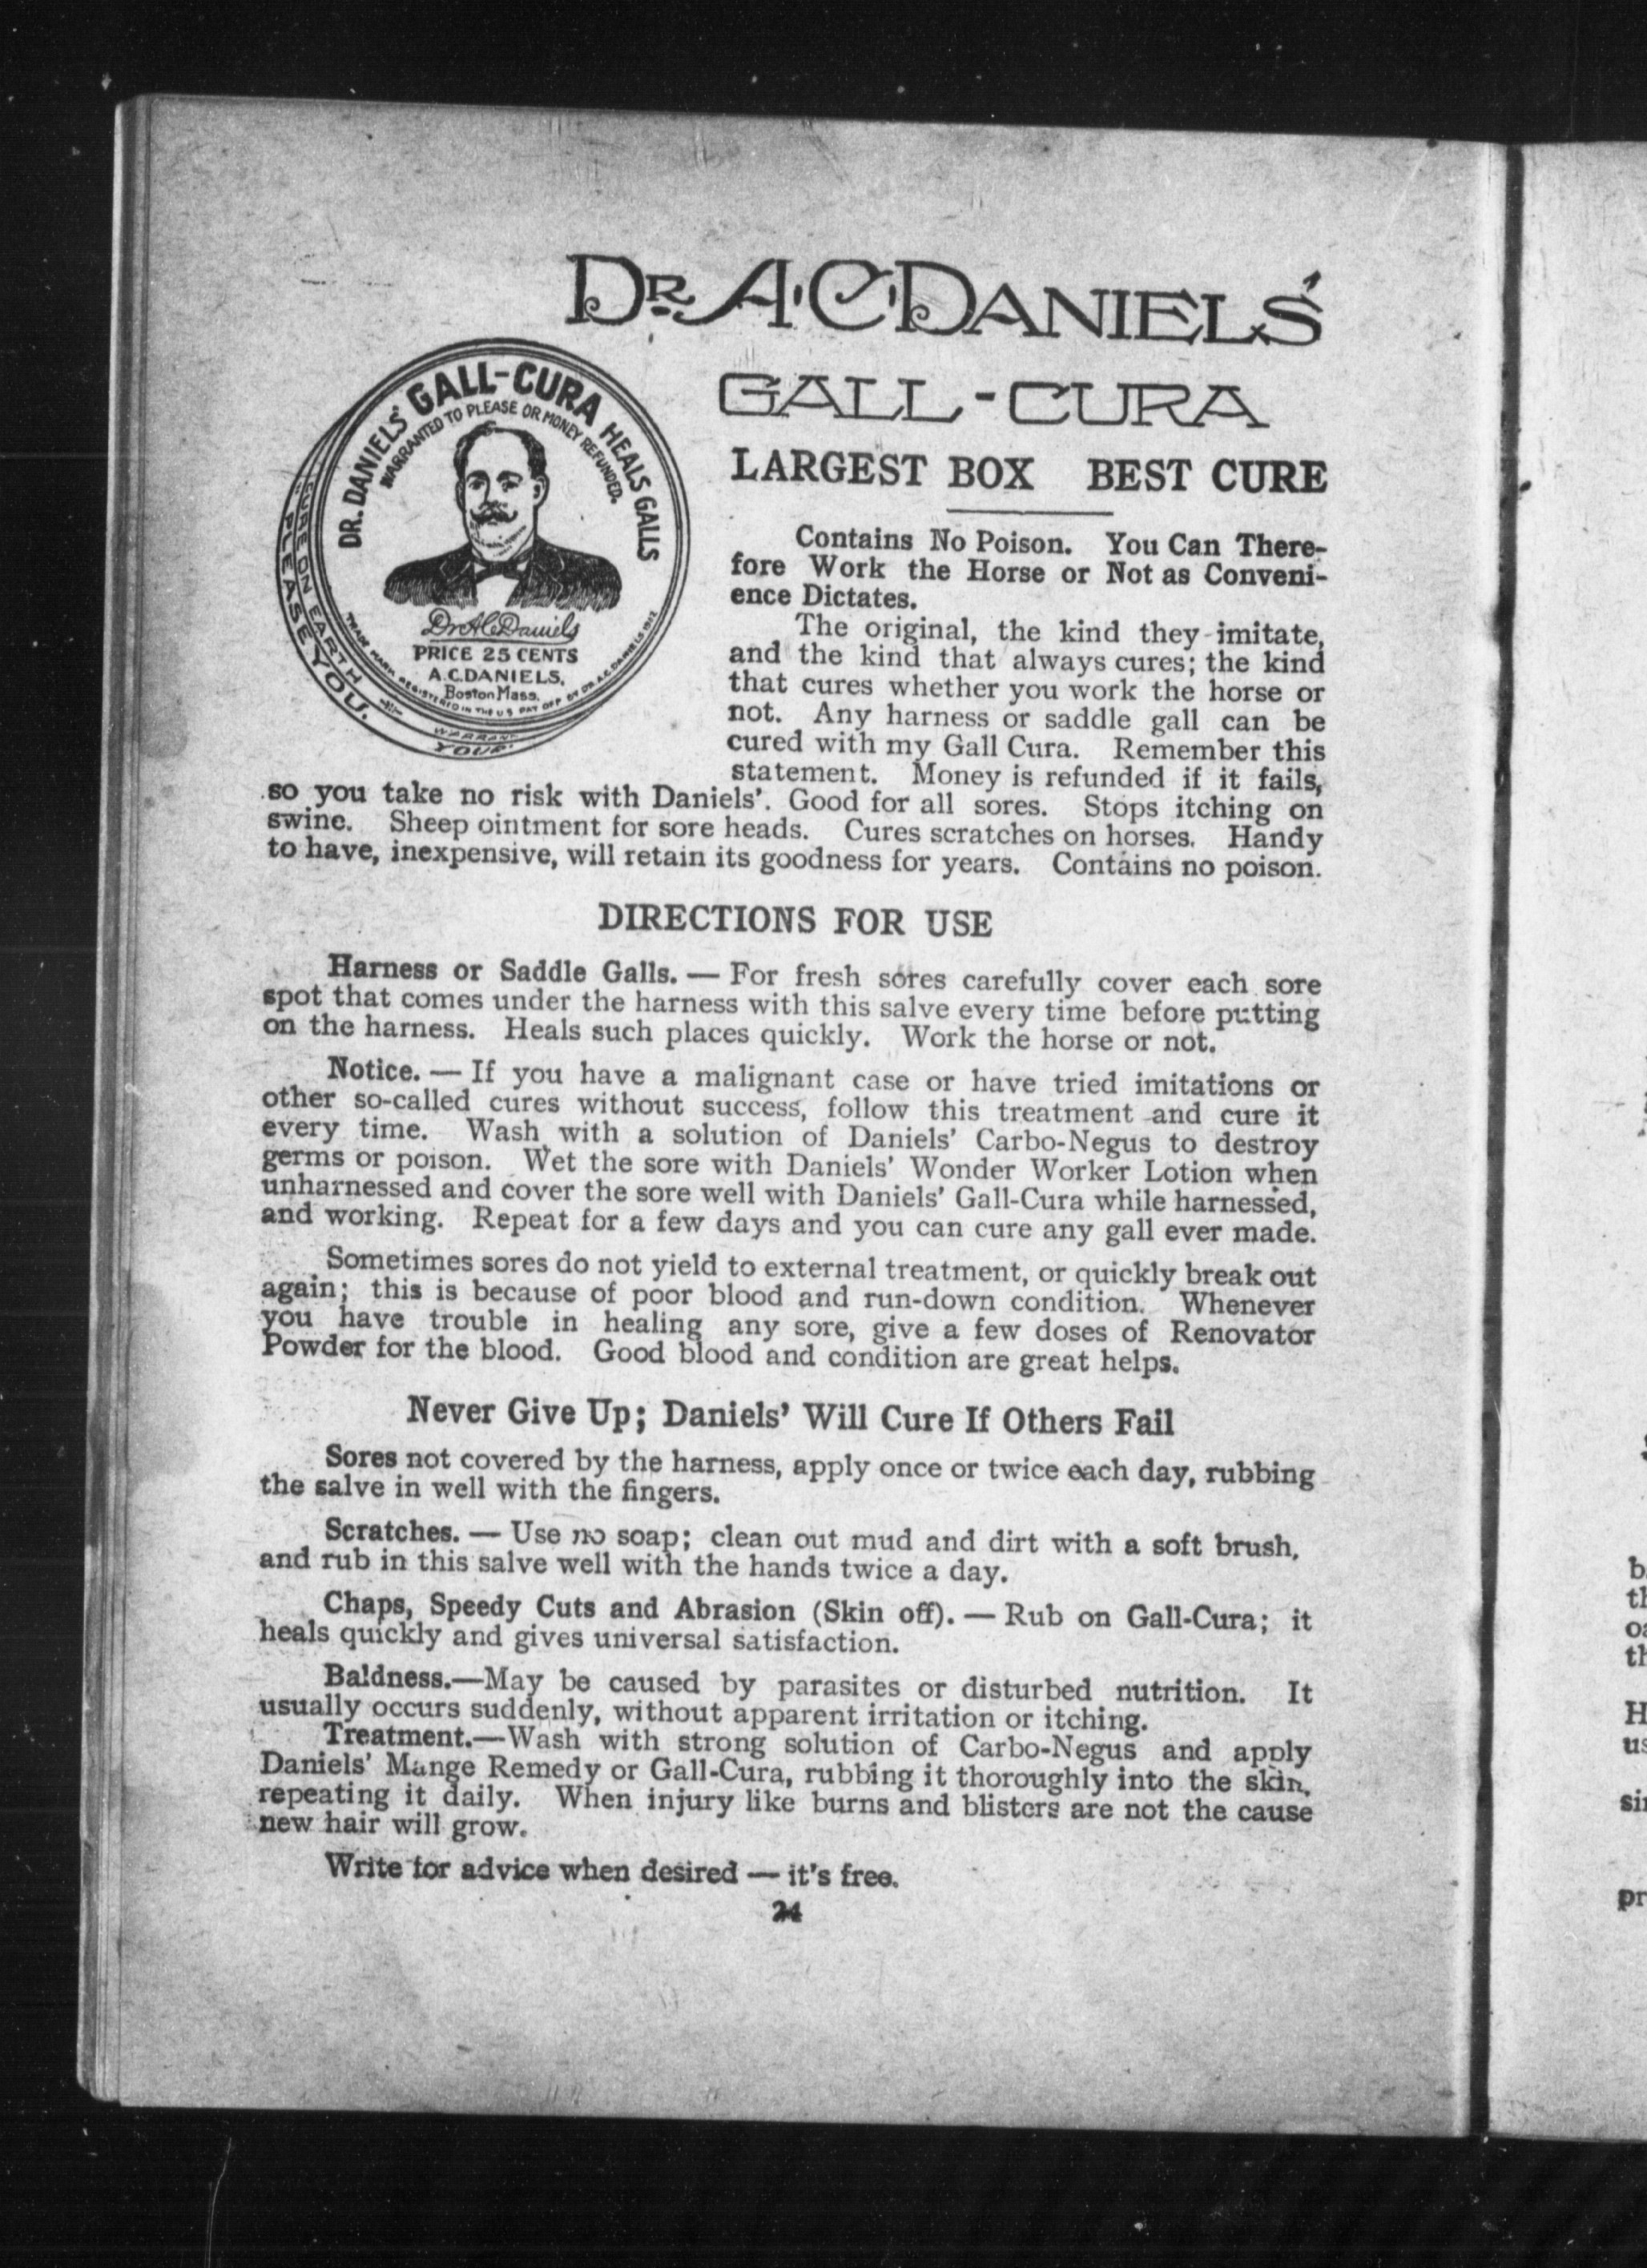 DR. A. C. DANIELS'
GALL-CURA
LARGEST BOX BEST CURE
DR. DANIELS' GALL-CURA HEALS GALLS
WARRANTED TO PLEASE OR MONEY REFUNDED.
Dr A C Daniels
PRICE 25 CENTS
A.C. DANIELS,
Boston Mass.
TRADE MARK REGISTERED IN THE U S PAT OFF BY DR. A.C. DANIELS 1912
CURE ON EARTH
PLEASE YOU.
Contains No Poison. You Can There-
fore Work the Horse or Not as Conveni-
ence Dictates.
The original, the kind they imitate,
and the kind that always cures; the kind
that cures whether you work the horse or
not. Any harness or saddle gall can be
cured with my Gall Cura. Remember this
statement. Money is refunded if it fails,
so you take no risk with Daniels'. Good for all sores. Stops itching on
swine. Sheep ointment for sore heads. Cures scratches on horses. Handy
to have, inexpensive, will retain its goodness for years. Contains no poison.
DIRECTIONS FOR USE
Harness or Saddle Galls. — For fresh sores carefully cover each sore
spot that comes under the harness with this salve every time before putting
on the harness. Heals such places quickly. Work the horse or not.
Notice. — If you have a malignant case or have tried imitations or
other so-called cures without success, follow this treatment and cure it
every time. Wash with a solution of Daniels' Carbo-Negus to destroy
germs or poison. Wet the sore with Daniels' Wonder Worker Lotion when
unharnessed and cover the sore well with Daniels' Gall-Cura while harnessed,
and working. Repeat for a few days and you can cure any gall ever made.
Sometimes sores do not yield to external treatment, or quickly break out
again; this is because of poor blood and run-down condition. Whenever
you have trouble in healing any sore, give a few doses of Renovator
Powder for the blood. Good blood and condition are great helps.
Never Give Up; Daniels' Will Cure If Others Fail
Sores not covered by the harness, apply once or twice each day, rubbing
the salve in well with the fingers.
Scratches. — Use no soap; clean out mud and dirt with a soft brush,
and rub in this salve well with the hands twice a day.
Chaps, Speedy Cuts and Abrasion (Skin off). — Rub on Gall-Cura; it
heals quickly and gives universal satisfaction.
Baldness.—May be caused by parasites or disturbed nutrition. It
usually occurs suddenly, without apparent irritation or itching.
Treatment.—Wash with strong solution of Carbo-Negus and apply
Daniels' Mange Remedy or Gall-Cura, rubbing it thoroughly into the skin,
repeating it daily. When injury like burns and blisters are not the cause
new hair will grow.
Write for advice when desired — it's free.
24